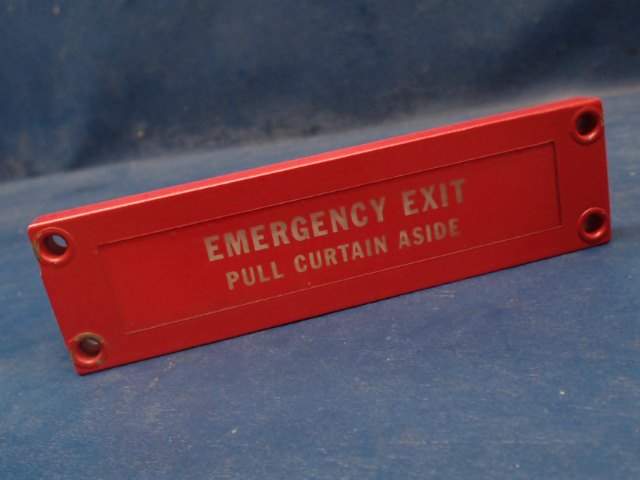 EMERGENCY EXIT
PULL CURTAIN ASIDE